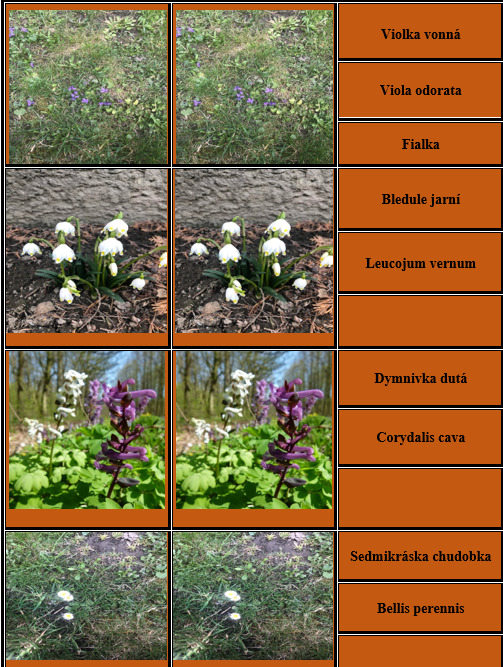 Violka vonná
Viola odorata
Fialka
Bledule jarní
Leucojum vernum
Dymnivka dutá
Corydalis cava
Sedmikráska chudobka
Bellis perennis